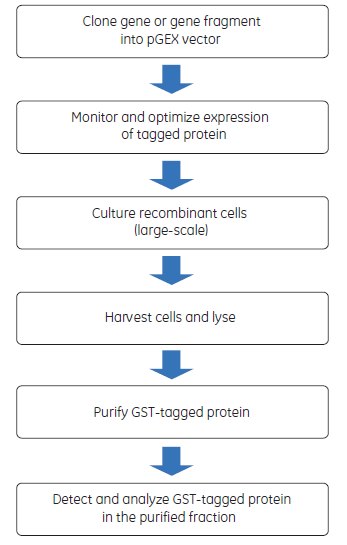 Clone gene or gene fragment
into pGEX vector
Monitor and optimize expression
of tagged protein
Culture recombinant cells
(large-scale)
Harvest cells and lyse
Purify GST-tagged protein
Detect and analyze GST-tagged protein
in the purified fraction